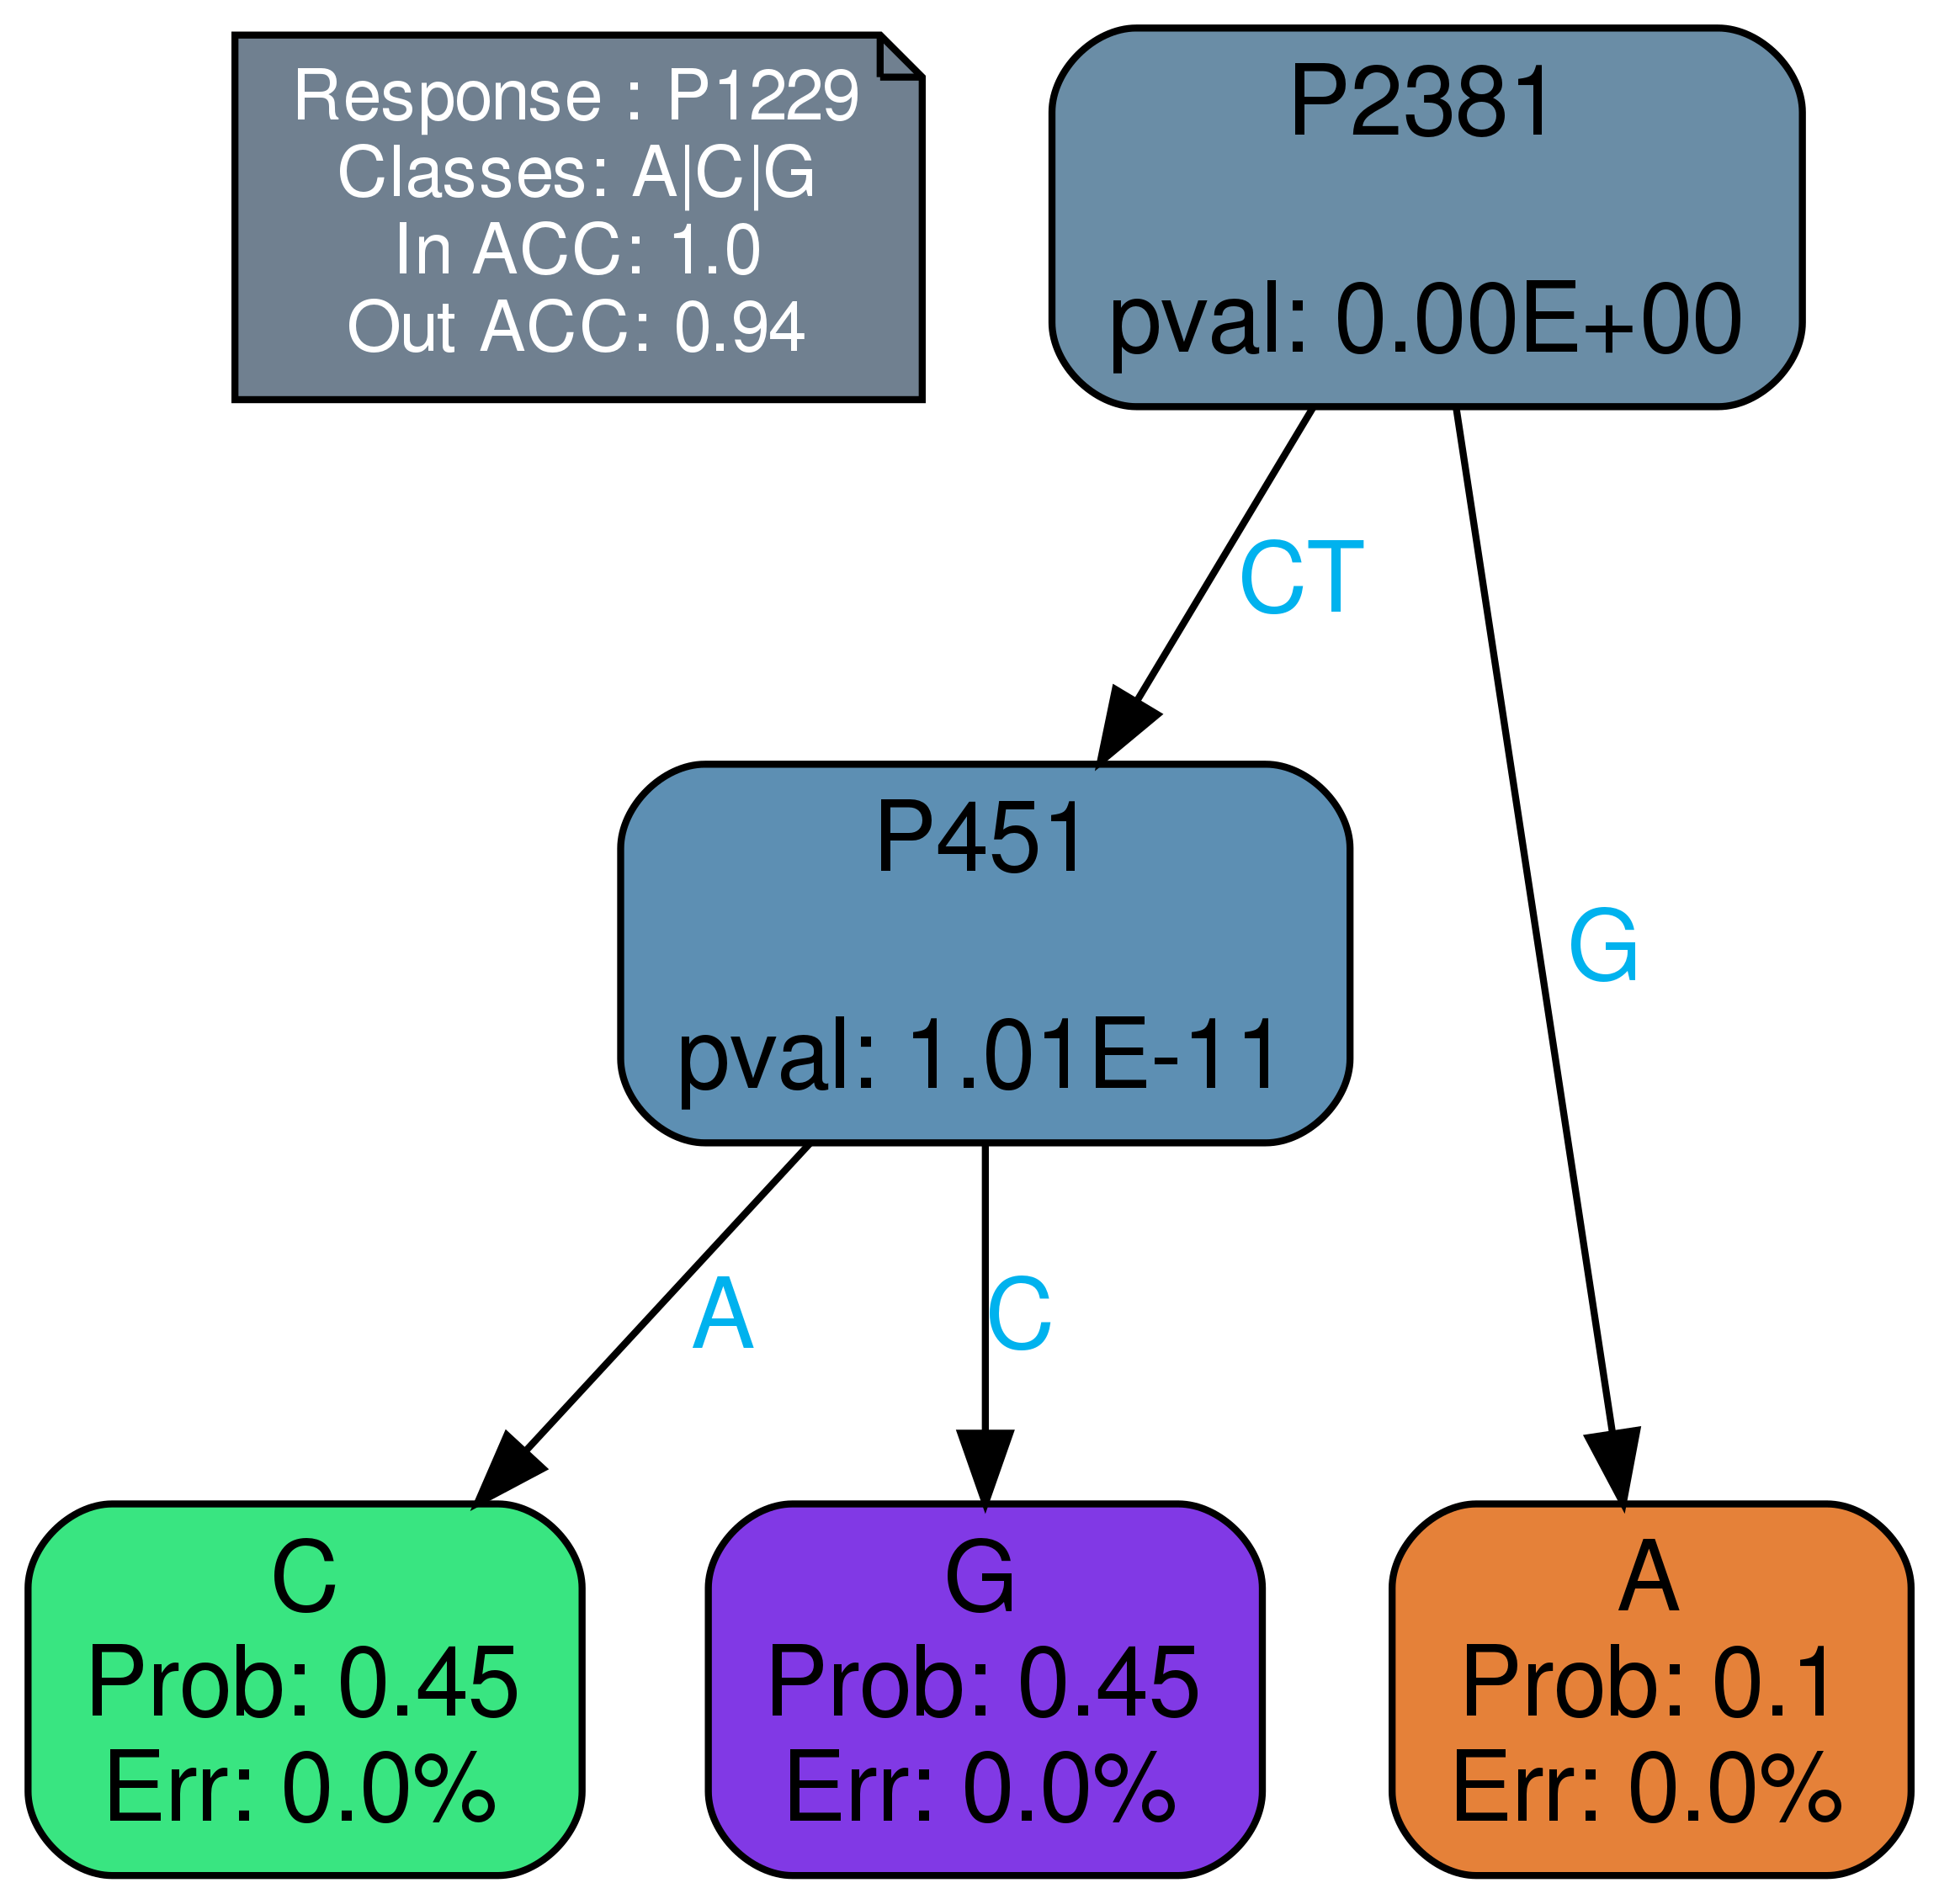 Response : P1229
Classes: A|C|G
In ACC: 1.0
Out ACC: 0.94
P2381
pval: 0.00E+00
CT
G
P451
pval: 1.01E-11
A
C
C
Prob: 0.45
Err: 0.0%
G
Prob: 0.45
Err: 0.0%
A
Prob: 0.1
Err: 0.0%